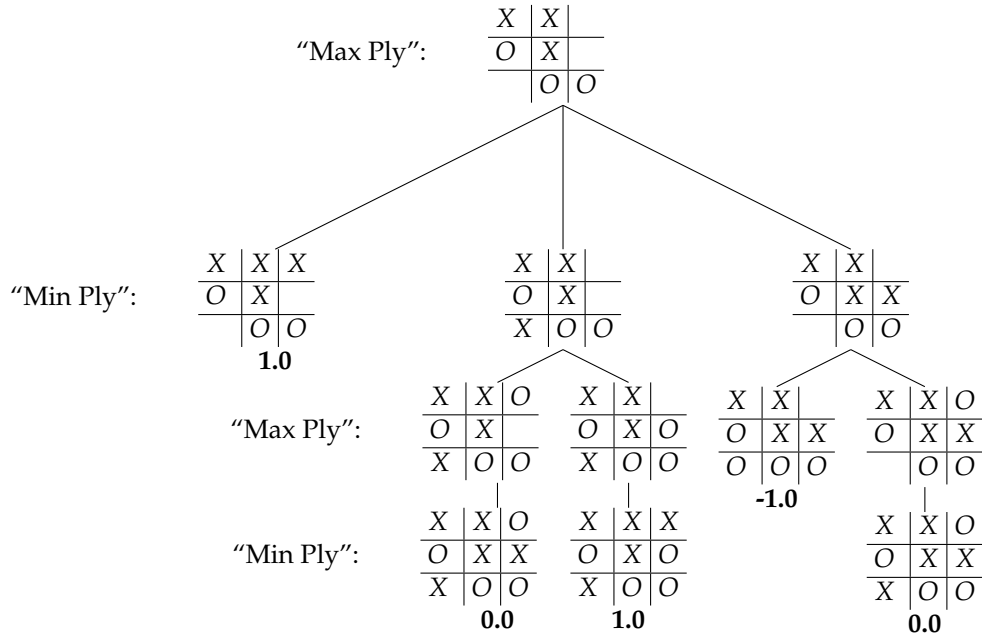 X X
"Max Ply": O X
O O
X X X X X X X
"Min Ply": O X O X O X X
O O X O O O O
1.0
X X O X X X X X X O
"Max Ply": O X O X O O X X O X X
X O O X O O O O O O O
-1.0
X X O X X X X X O
"Min Ply": O X X O X O O X X
X O O X O O X O O
0.0 1.0 0.0